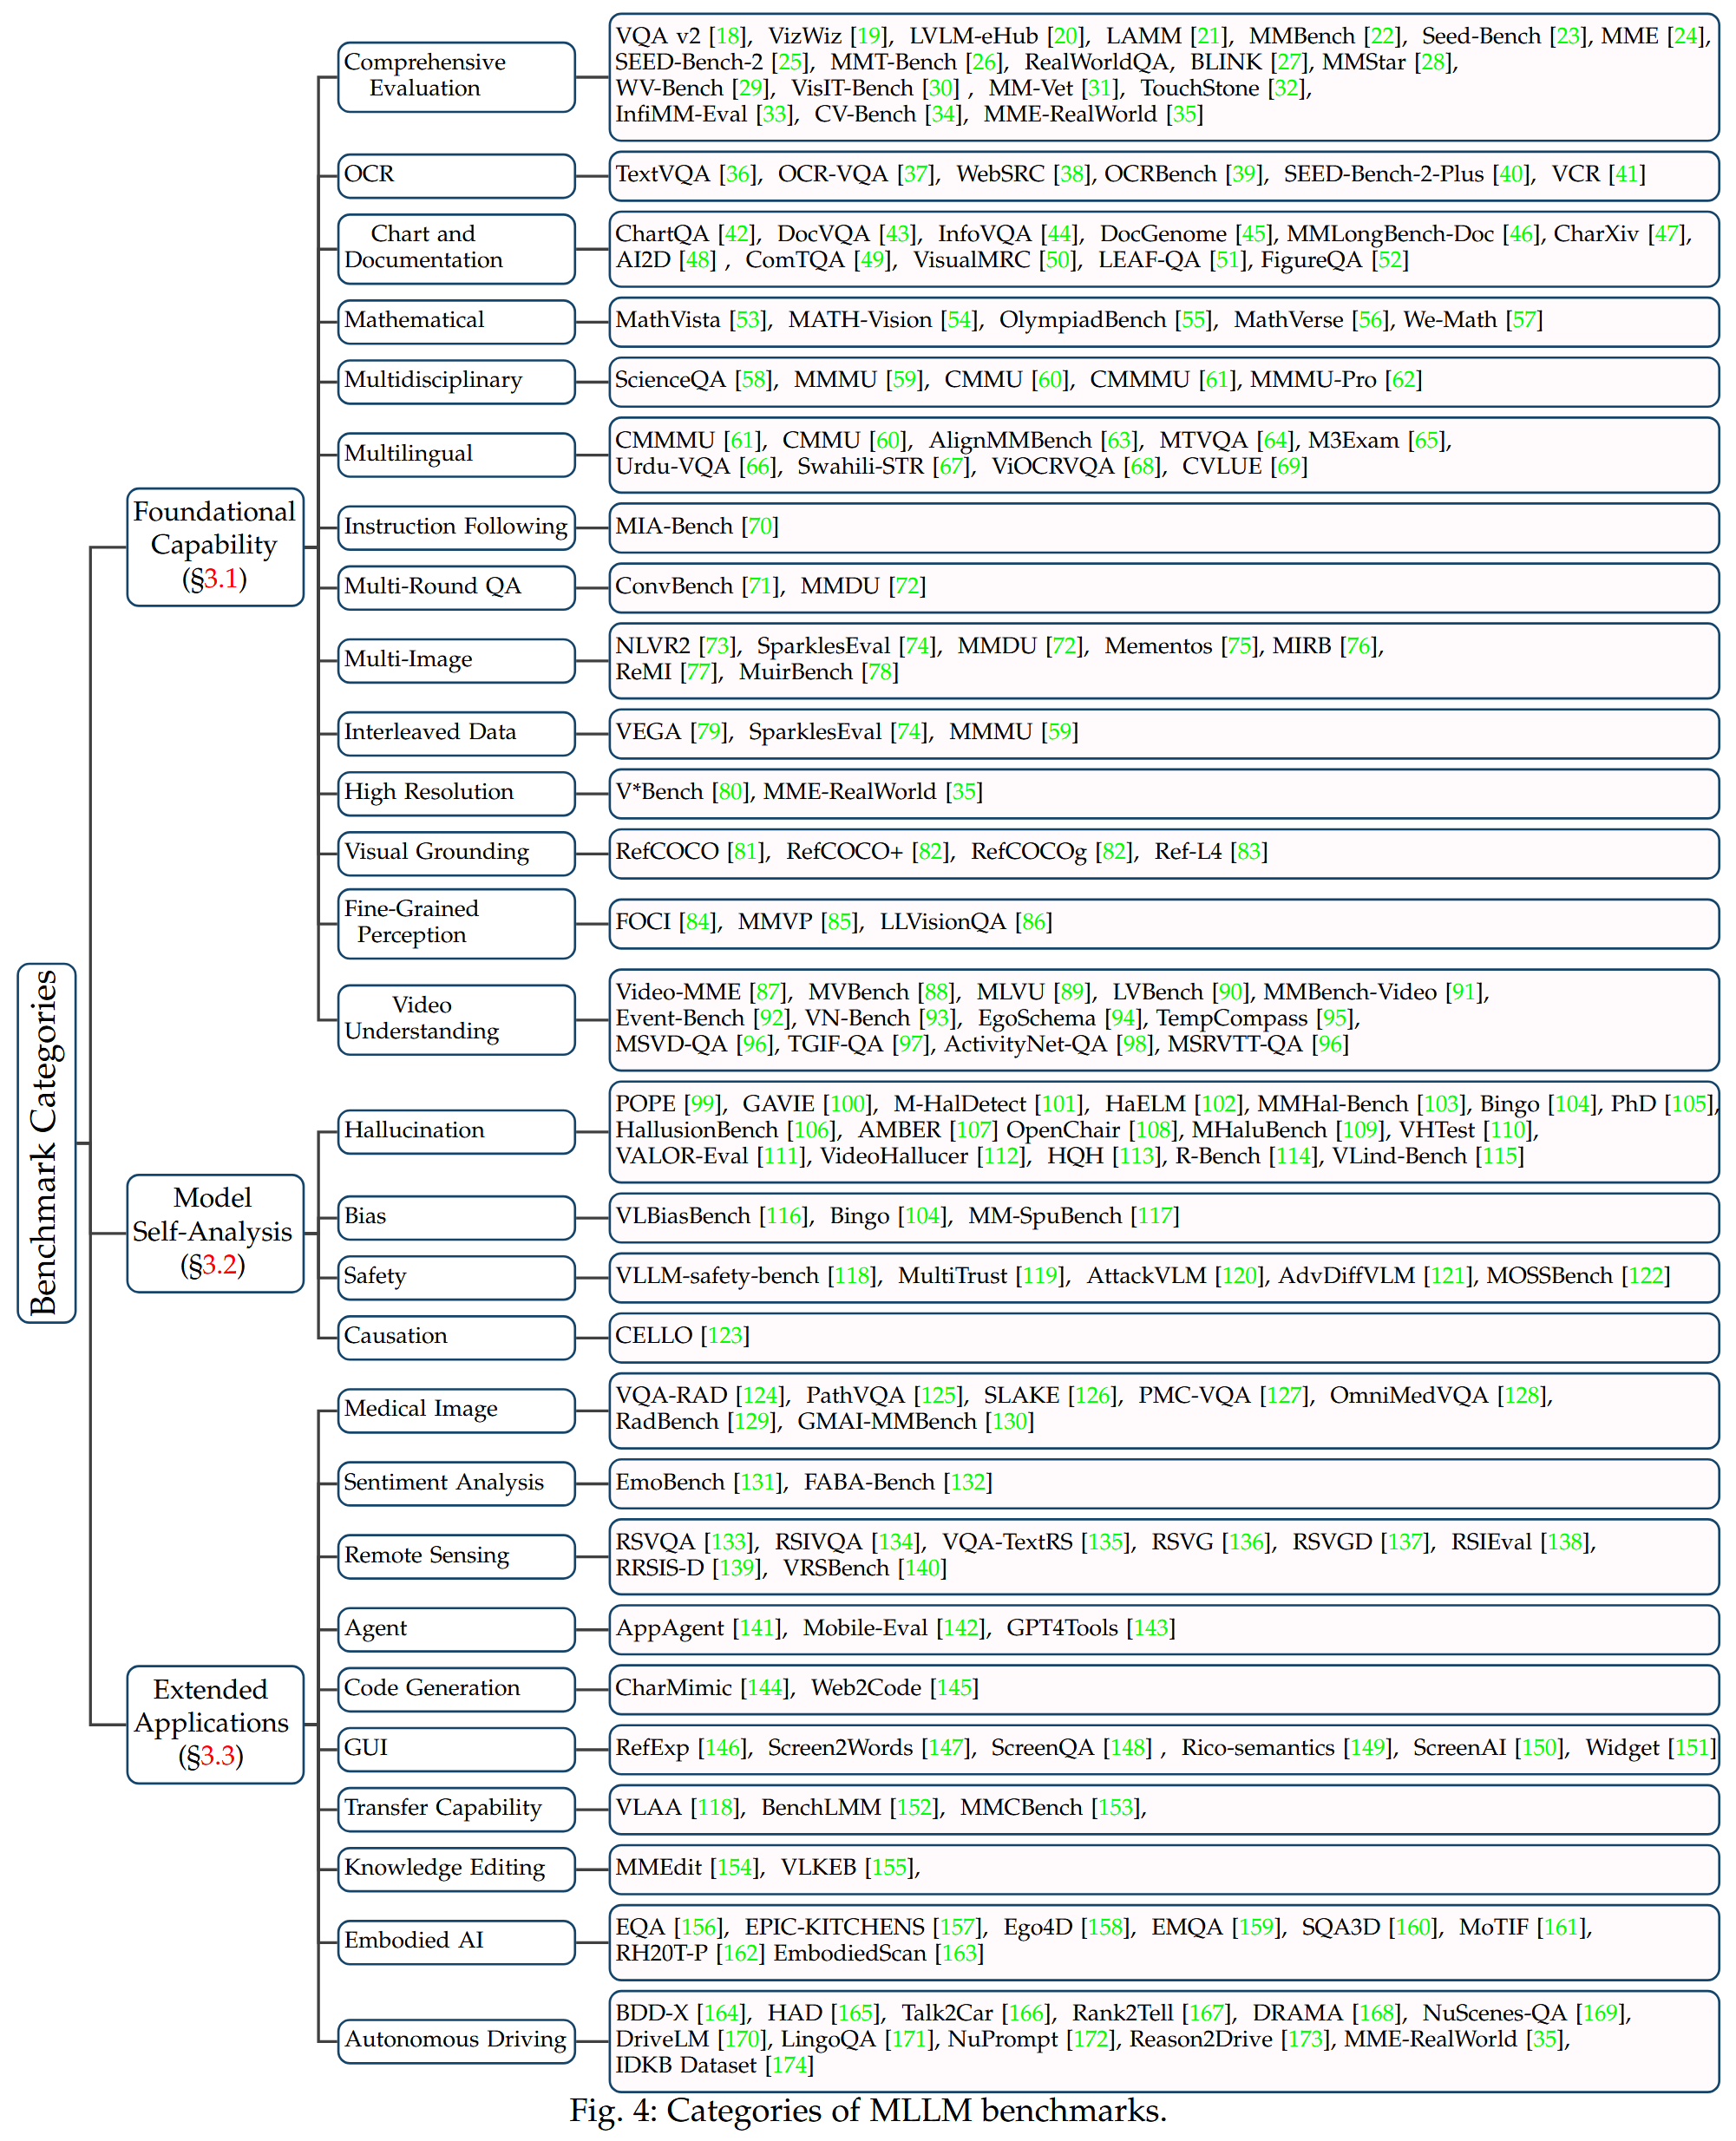 Benchmark Categories
Foundational
Capability
(§3.1)
Comprehensive
Evaluation
VQA v2 [18], VizWiz [19], LVLM-eHub [20], LAMM [21], MMBench [22], Seed-Bench [23], MME [24],
SEED-Bench-2 [25], MMT-Bench [26], RealWorldQA, BLINK [27], MMStar [28],
WV-Bench [29], VisIT-Bench [30] , MM-Vet [31], TouchStone [32],
InfiMM-Eval [33], CV-Bench [34], MME-RealWorld [35]
OCR
TextVQA [36], OCR-VQA [37], WebSRC [38], OCRBench [39], SEED-Bench-2-Plus [40], VCR [41]
Chart and
Documentation
ChartQA [42], DocVQA [43], InfoVQA [44], DocGenome [45], MMLongBench-Doc [46], CharXiv [47],
AI2D [48] , ComTQA [49], VisualMRC [50], LEAF-QA [51], FigureQA [52]
Mathematical
MathVista [53], MATH-Vision [54], OlympiadBench [55], MathVerse [56], We-Math [57]
Multidisciplinary
ScienceQA [58], MMMU [59], CMMU [60], CMMMU [61], MMMU-Pro [62]
Multilingual
CMMMU [61], CMMU [60], AlignMMBench [63], MTVQA [64], M3Exam [65],
Urdu-VQA [66], Swahili-STR [67], ViOCRVQA [68], CVLUE [69]
Instruction Following
MIA-Bench [70]
Multi-Round QA
ConvBench [71], MMDU [72]
Multi-Image
NLVR2 [73], SparklesEval [74], MMDU [72], Mementos [75], MIRB [76],
ReMI [77], MuirBench [78]
Interleaved Data
VEGA [79], SparklesEval [74], MMMU [59]
High Resolution
V*Bench [80], MME-RealWorld [35]
Visual Grounding
RefCOCO [81], RefCOCO+ [82], RefCOCOg [82], Ref-L4 [83]
Fine-Grained
Perception
FOCI [84], MMVP [85], LLVisionQA [86]
Video
Understanding
Video-MME [87], MVBench [88], MLVU [89], LVBench [90], MMBench-Video [91],
Event-Bench [92], VN-Bench [93], EgoSchema [94], TempCompass [95],
MSVD-QA [96], TGIF-QA [97], ActivityNet-QA [98], MSRVTT-QA [96]
Model
Self-Analysis
(§3.2)
Hallucination
POPE [99], GAVIE [100], M-HalDetect [101], HaELM [102], MMHal-Bench [103], Bingo [104], PhD [105],
HallusionBench [106], AMBER [107] OpenChair [108], MHaluBench [109], VHTest [110],
VALOR-Eval [111], VideoHallucer [112], HQH [113], R-Bench [114], VLind-Bench [115]
Bias
VLBiasBench [116], Bingo [104], MM-SpuBench [117]
Safety
VLLM-safety-bench [118], MultiTrust [119], AttackVLM [120], AdvDiffVLM [121], MOSSBench [122]
Causation
CELLO [123]
Extended
Applications
(§3.3)
Medical Image
VQA-RAD [124], PathVQA [125], SLAKE [126], PMC-VQA [127], OmniMedVQA [128],
RadBench [129], GMAI-MMBench [130]
Sentiment Analysis
EmoBench [131], FABA-Bench [132]
Remote Sensing
RSVQA [133], RSIVQA [134], VQA-TextRS [135], RSVG [136], RSVGD [137], RSIEval [138],
RRSIS-D [139], VRSBench [140]
Agent
AppAgent [141], Mobile-Eval [142], GPT4Tools [143]
Code Generation
CharMimic [144], Web2Code [145]
GUI
RefExp [146], Screen2Words [147], ScreenQA [148] , Rico-semantics [149], ScreenAI [150], Widget [151]
Transfer Capability
VLAA [118], BenchLMM [152], MMCBench [153],
Knowledge Editing
MMEdit [154], VLKEB [155],
Embodied AI
EQA [156], EPIC-KITCHENS [157], Ego4D [158], EMQA [159], SQA3D [160], MoTIF [161],
RH20T-P [162] EmbodiedScan [163]
Autonomous Driving
BDD-X [164], HAD [165], Talk2Car [166], Rank2Tell [167], DRAMA [168], NuScenes-QA [169],
DriveLM [170], LingoQA [171], NuPrompt [172], Reason2Drive [173], MME-RealWorld [35],
IDKB Dataset [174]
Fig. 4: Categories of MLLM benchmarks.